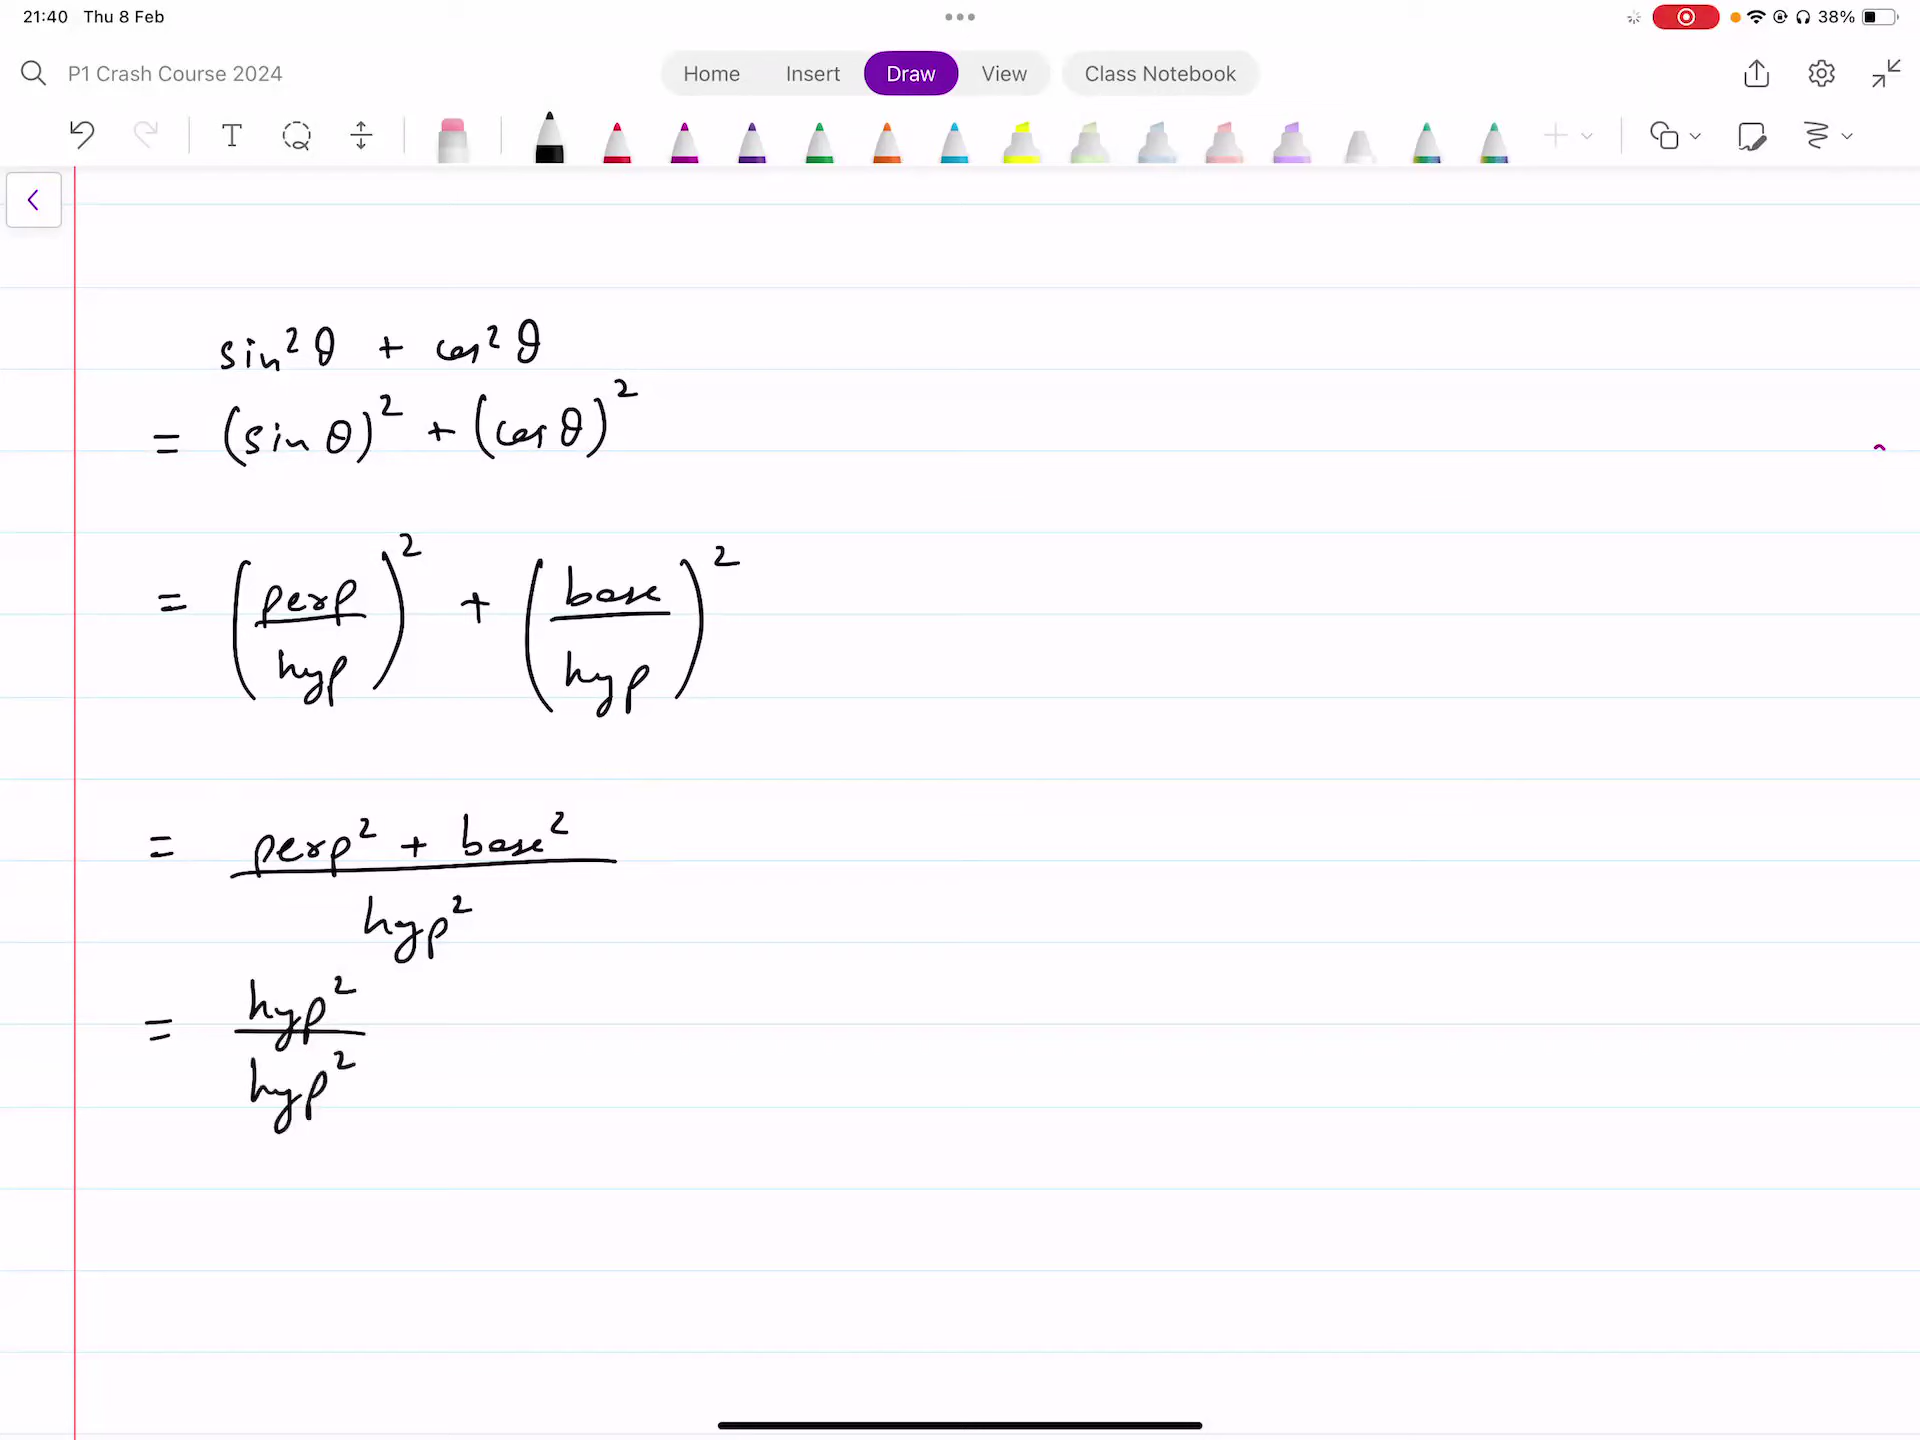 21:40 Thu 8 Feb
38%
P1 Crash Course 2024
Home Insert Draw View Class Notebook
T
sin²θ + cos²θ
= (sin θ)² + (cos θ)²
= (perp/hyp)² + (base/hyp)²
= perp² + base²
hyp²
= hyp²
hyp²